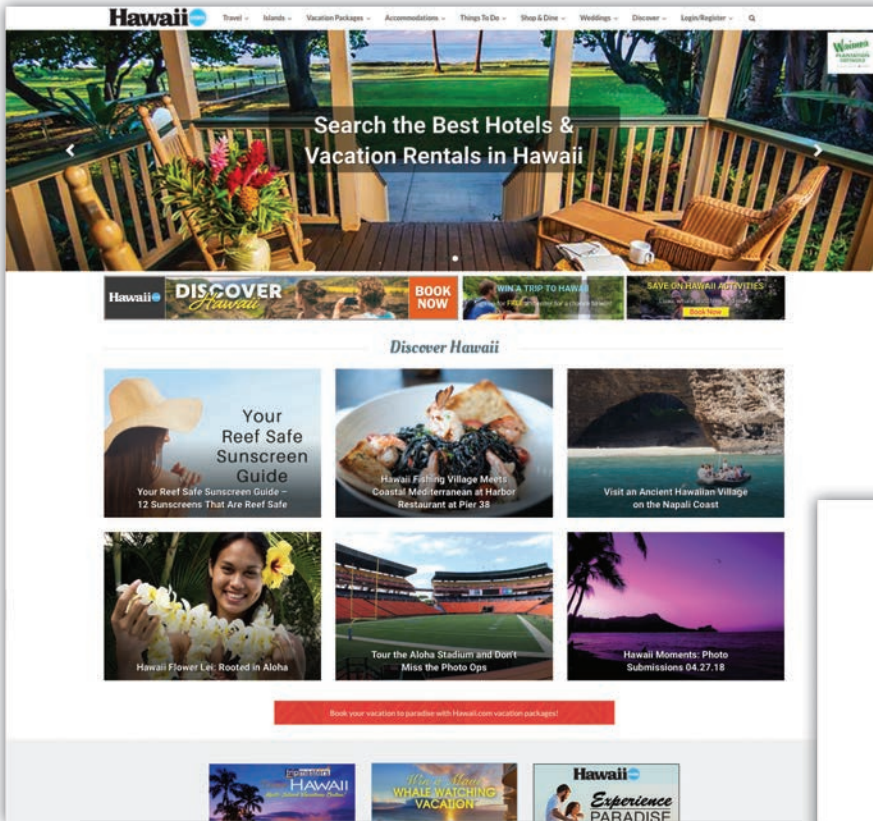 Hawaii
Travel Islands Vacation Packages Accommodations Things To Do Shop & Dine Weddings Discover Login/Register
Waimea
PLANTATION
COTTAGES
Search the Best Hotels &
Vacation Rentals in Hawaii
Hawaii DISCOVER
Hawaii
BOOK
NOW
WIN A TRIP TO HAWAII
FREE
SAVE ON HAWAII ACTIVITIES
Book Now
Discover Hawaii
Your
Reef Safe
Sunscreen
Guide
Your Reef Safe Sunscreen Guide –
12 Sunscreens That Are Reef Safe
Hawaii Fishing Village Meets
Coastal Mediterranean at Harbor
Restaurant at Pier 38
Visit an Ancient Hawaiian Village
on the Napali Coast
Hawaii Flower Lei: Rooted in Aloha
Tour the Aloha Stadium and Don't
Miss the Photo Ops
Hawaii Moments: Photo
Submissions 04.27.18
Book your vacation to paradise with Hawaii.com vacation packages!
HAWAII
Win a Maui
WHALE WATCHING
VACATION
Hawaii
Experience
PARADISE